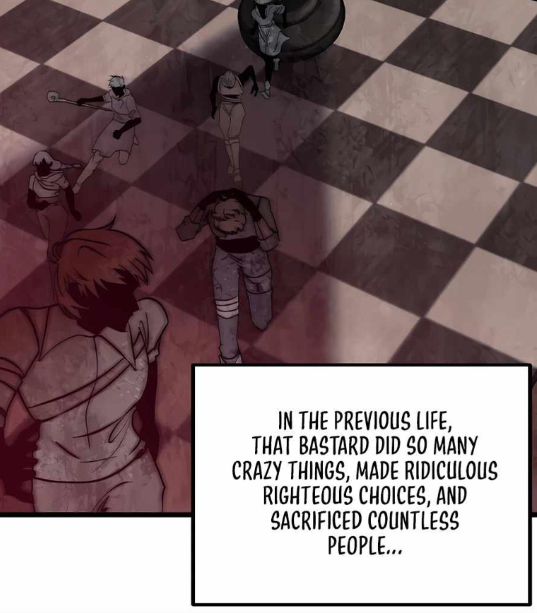 IN THE PREVIOUS LIFE,
THAT BASTARD DID SO MANY
CRAZY THINGS, MADE RIDICULOUS
RIGHTEOUS CHOICES, AND
SACRIFICED COUNTLESS
PEOPLE...